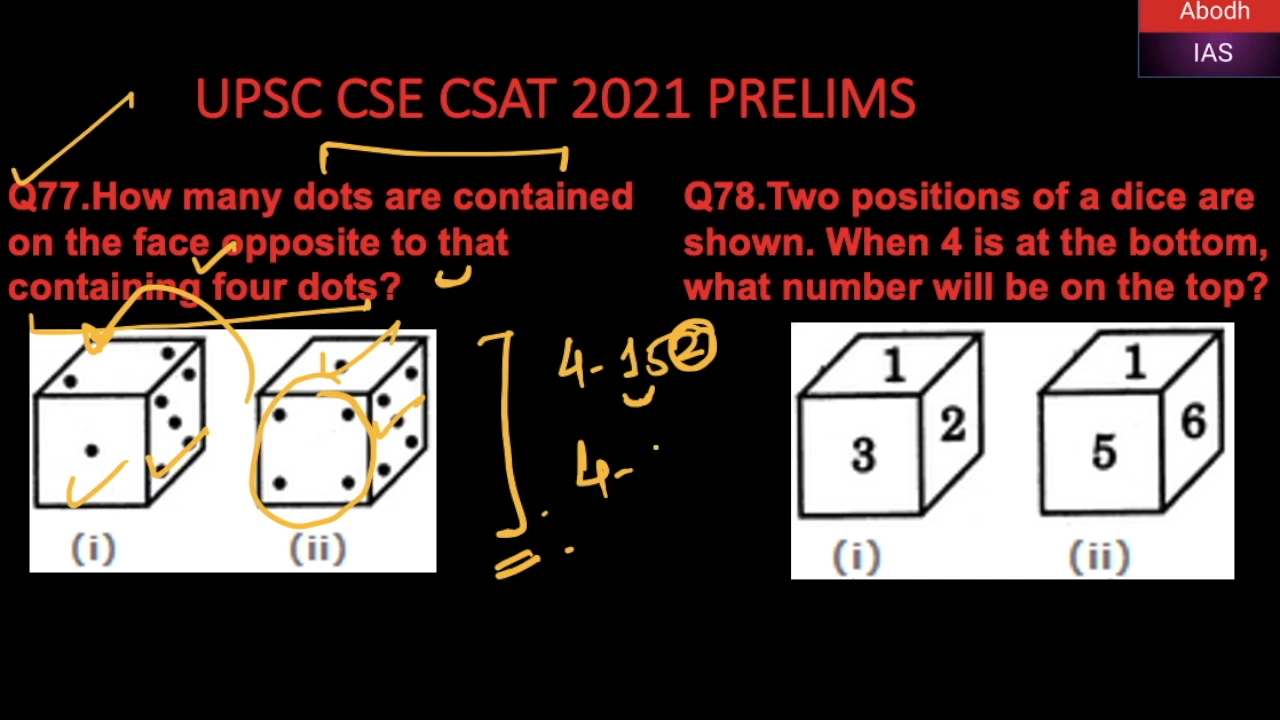 Abodh
IAS
UPSC CSE CSAT 2021 PRELIMS
Q77.How many dots are contained
on the face opposite to that
containing four dots?
Q78.Two positions of a dice are
shown. When 4 is at the bottom,
what number will be on the top?
4-152
4-
(i)
(ii)
1
3
2
(i)
1
5
6
(ii)